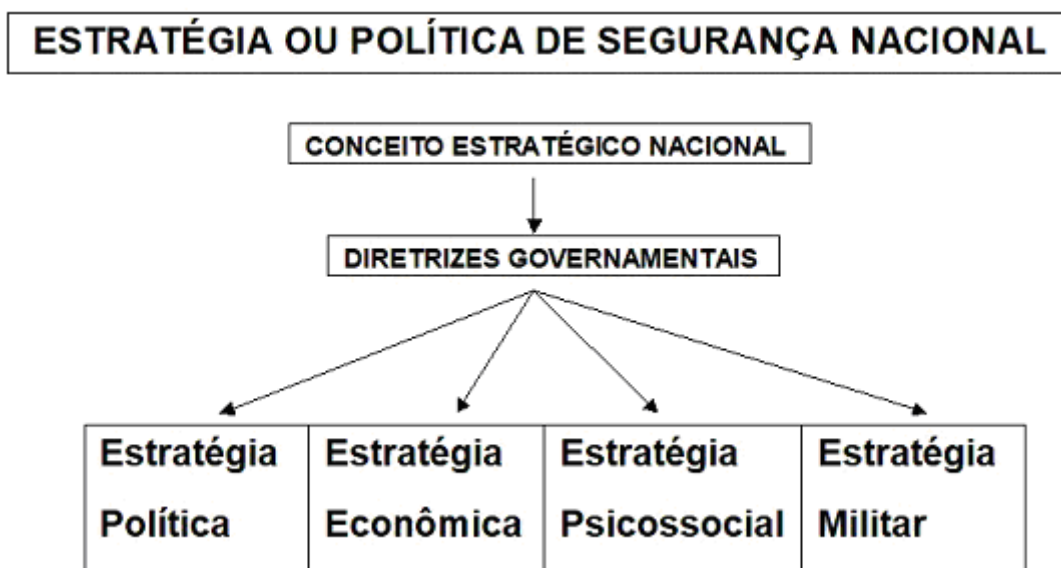 ESTRATÉGIA OU POLÍTICA DE SEGURANÇA NACIONAL
CONCEITO ESTRATÉGICO NACIONAL
DIRETRIZES GOVERNAMENTAIS
Estratégia Política
Estratégia Econômica
Estratégia Psicossocial
Estratégia Militar